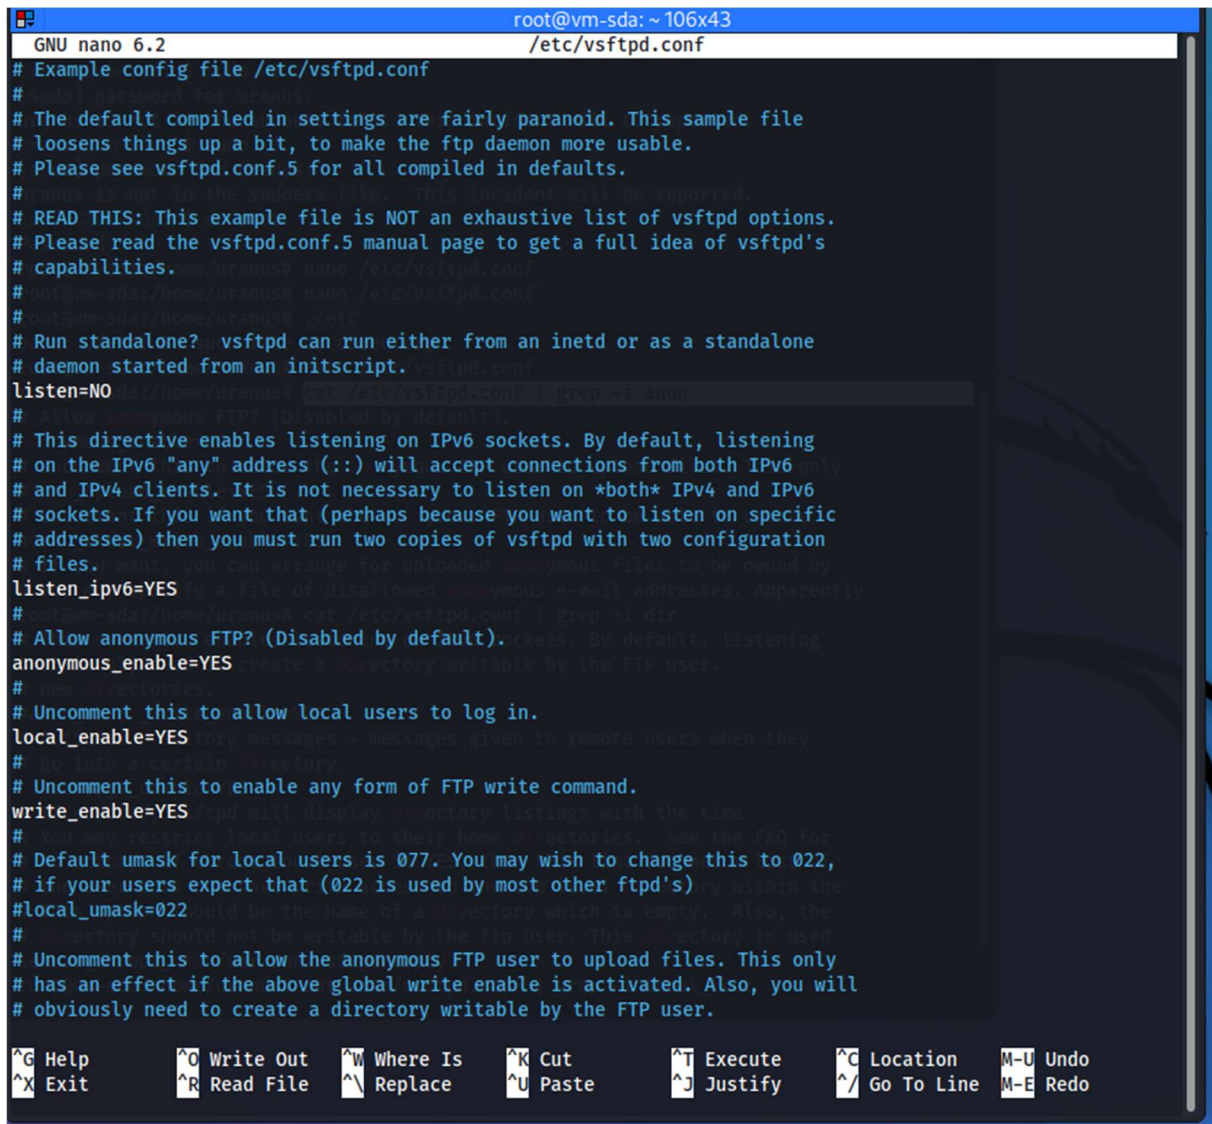 root@vm-sda: ~ 106x43
GNU nano 6.2 /etc/vsftpd.conf
# Example config file /etc/vsftpd.conf
#
# The default compiled in settings are fairly paranoid. This sample file
# loosens things up a bit, to make the ftp daemon more usable.
# Please see vsftpd.conf.5 for all compiled in defaults.
#
# READ THIS: This example file is NOT an exhaustive list of vsftpd options.
# Please read the vsftpd.conf.5 manual page to get a full idea of vsftpd's
# capabilities.
#
#
# Run standalone?  vsftpd can run either from an inetd or as a standalone
# daemon started from an initscript.
listen=NO
#
# This directive enables listening on IPv6 sockets. By default, listening
# on the IPv6 "any" address (::) will accept connections from both IPv6
# and IPv4 clients. It is not necessary to listen on *both* IPv4 and IPv6
# sockets. If you want that (perhaps because you want to listen on specific
# addresses) then you must run two copies of vsftpd with two configuration
# files.
listen_ipv6=YES
#
# Allow anonymous FTP? (Disabled by default).
anonymous_enable=YES
#
# Uncomment this to allow local users to log in.
local_enable=YES
#
# Uncomment this to enable any form of FTP write command.
write_enable=YES
#
# Default umask for local users is 077. You may wish to change this to 022,
# if your users expect that (022 is used by most other ftpd's)
#local_umask=022
#
# Uncomment this to allow the anonymous FTP user to upload files. This only
# has an effect if the above global write enable is activated. Also, you will
# obviously need to create a directory writable by the FTP user.
^G Help ^O Write Out ^W Where Is ^K Cut ^T Execute ^C Location M-U Undo
^X Exit ^R Read File ^\ Replace ^U Paste ^J Justify ^/ Go To Line M-E Redo